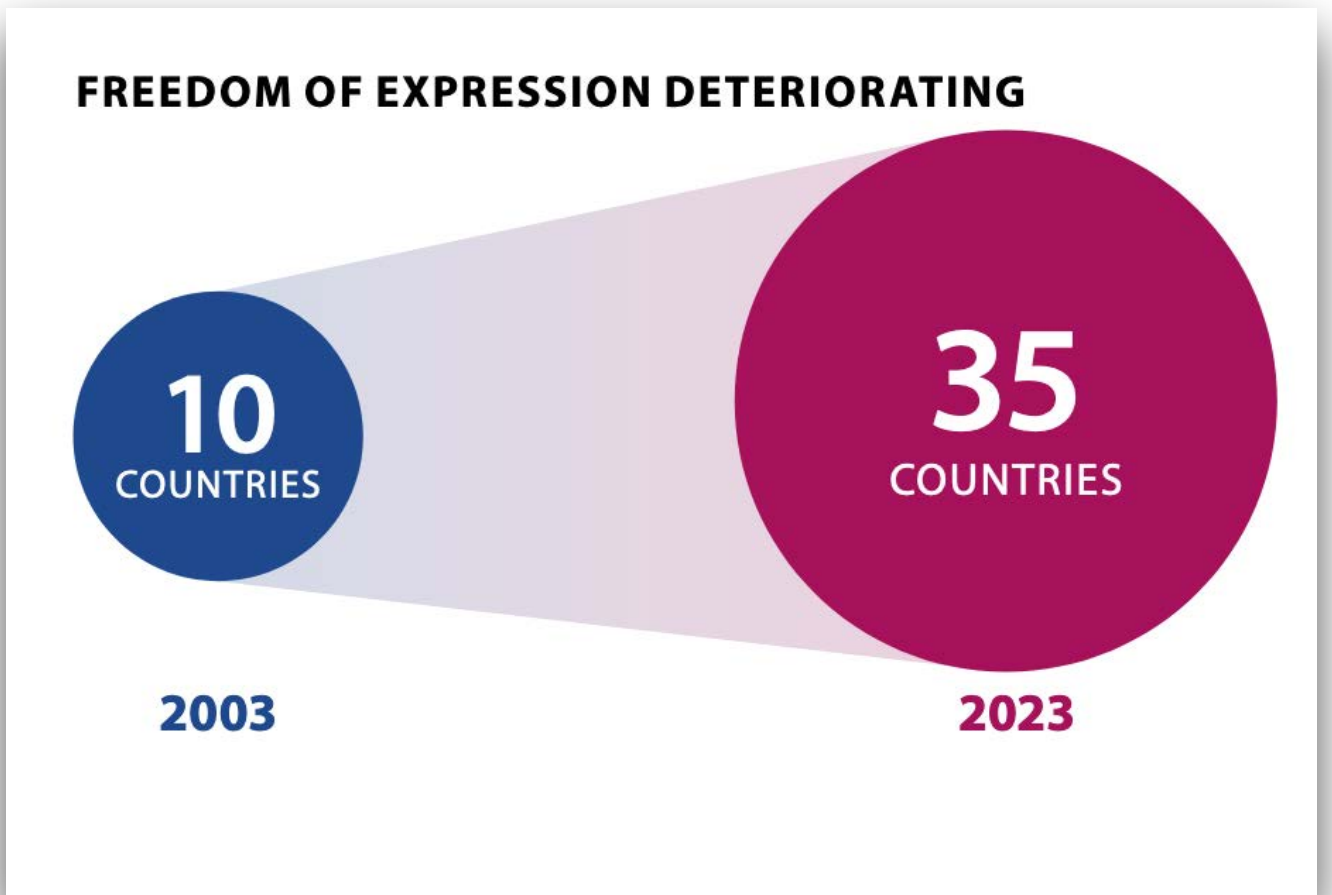 FREEDOM OF EXPRESSION DETERIORATING
10
COUNTRIES
35
COUNTRIES
2003
2023